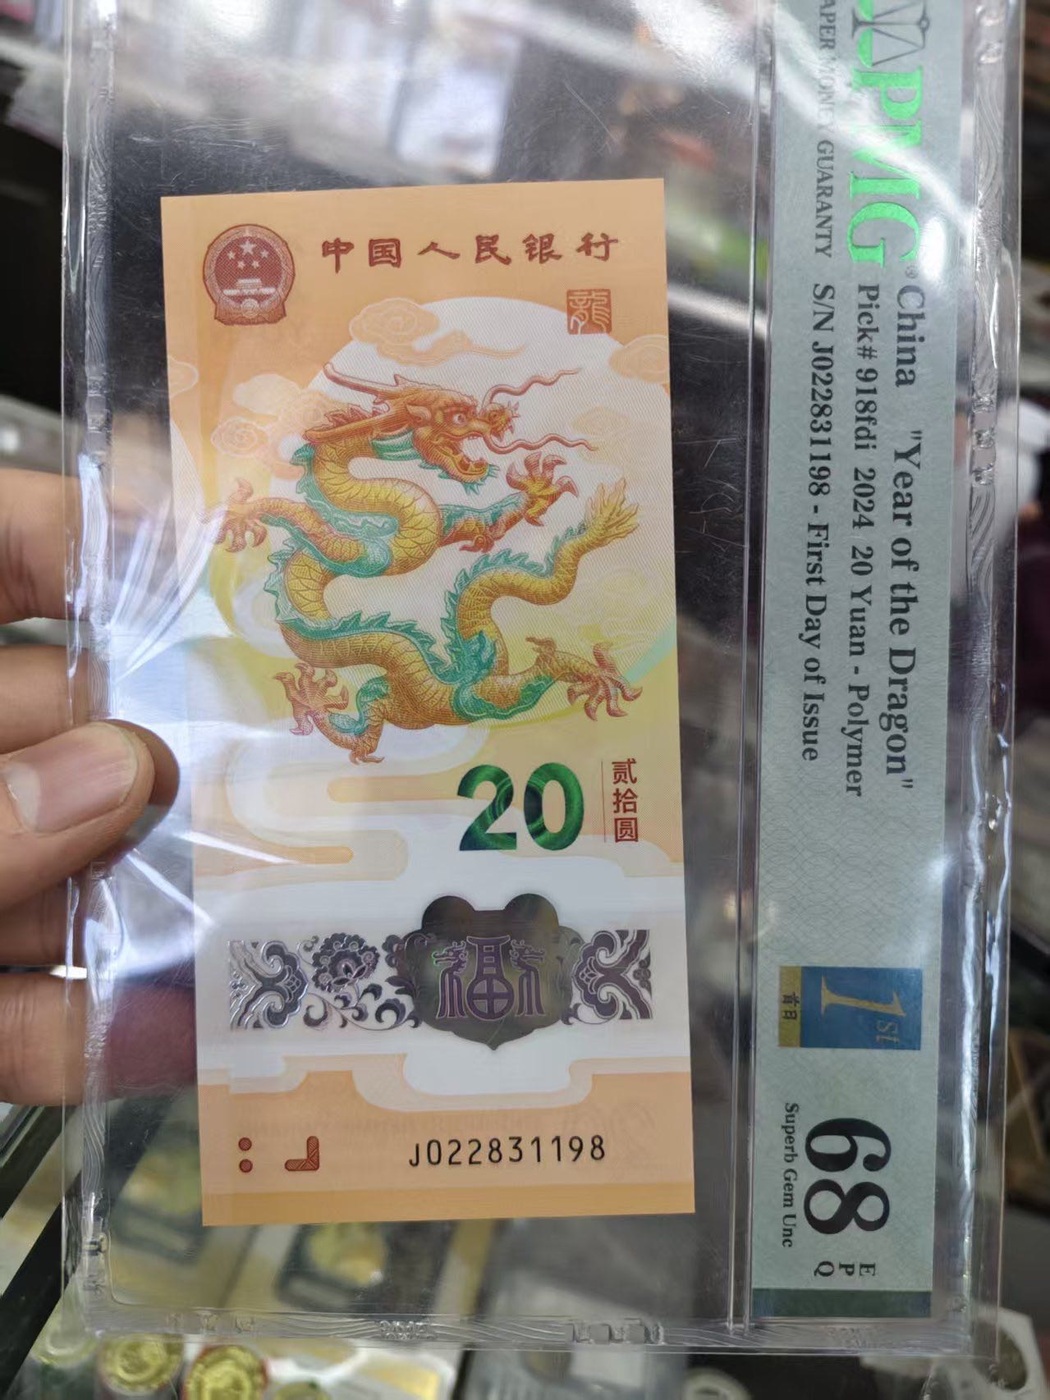 中国人民银行
龍
20
贰拾圆
福
J022831198
PMG
PAPER MONEY GUARANTY
China "Year of the Dragon"
Pick# 918fdi 2024 20 Yuan - Polymer
S/N J022831198 - First Day of Issue
1st
首日
68
EPQ
Superb Gem Unc